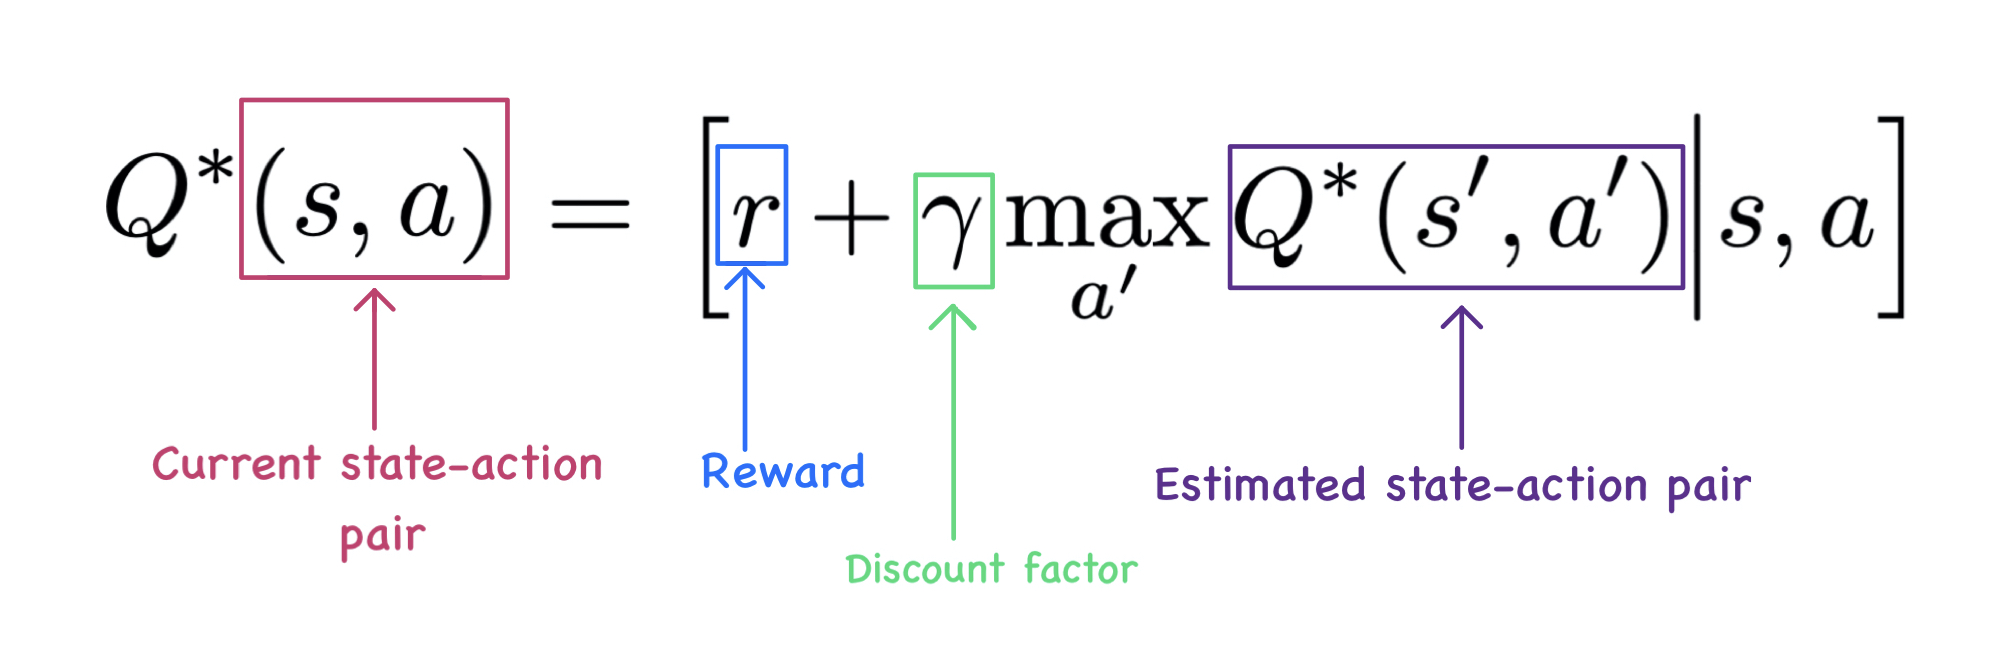 Q*(s, a) = [r + γ max Q*(s′, a′)| s, a]
a′
Current state-action
pair
Reward
Estimated state-action pair
Discount factor